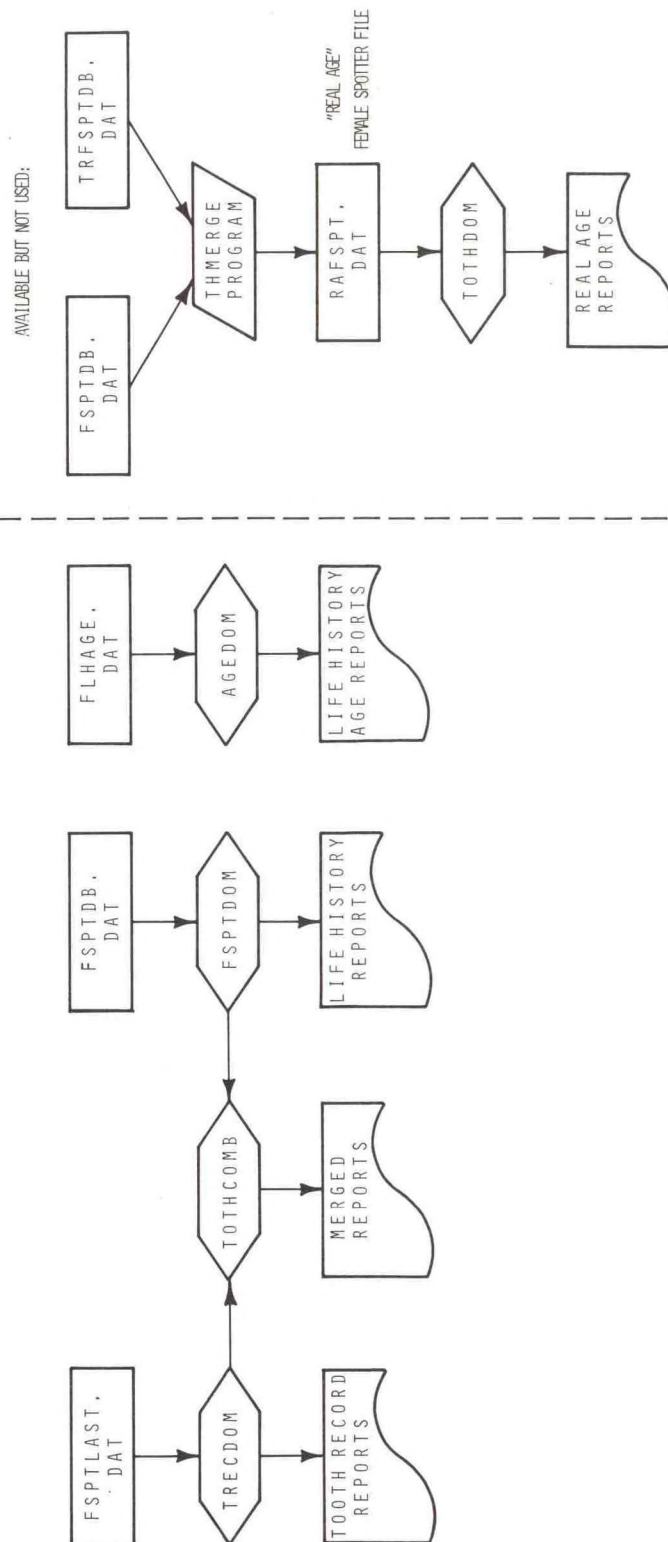 AVAILABLE BUT NOT USED:
FSPTLAST,
DAT
FSPTDB,
DAT
FLHAGE,
DAT
FSPTDB,
DAT
TRFSPTDB,
DAT
THMERGE
PROGRAM
TRECDOM
TOTHCOMB
FSPTDOM
AGEDOM
RAFSPT,
DAT
"REAL AGE"
FEMALE SPOTTER FILE
TOTHDOM
TOOTH RECORD
REPORTS
MERGED
REPORTS
LIFE HISTORY
REPORTS
LIFE HISTORY
AGE REPORTS
REAL AGE
REPORTS